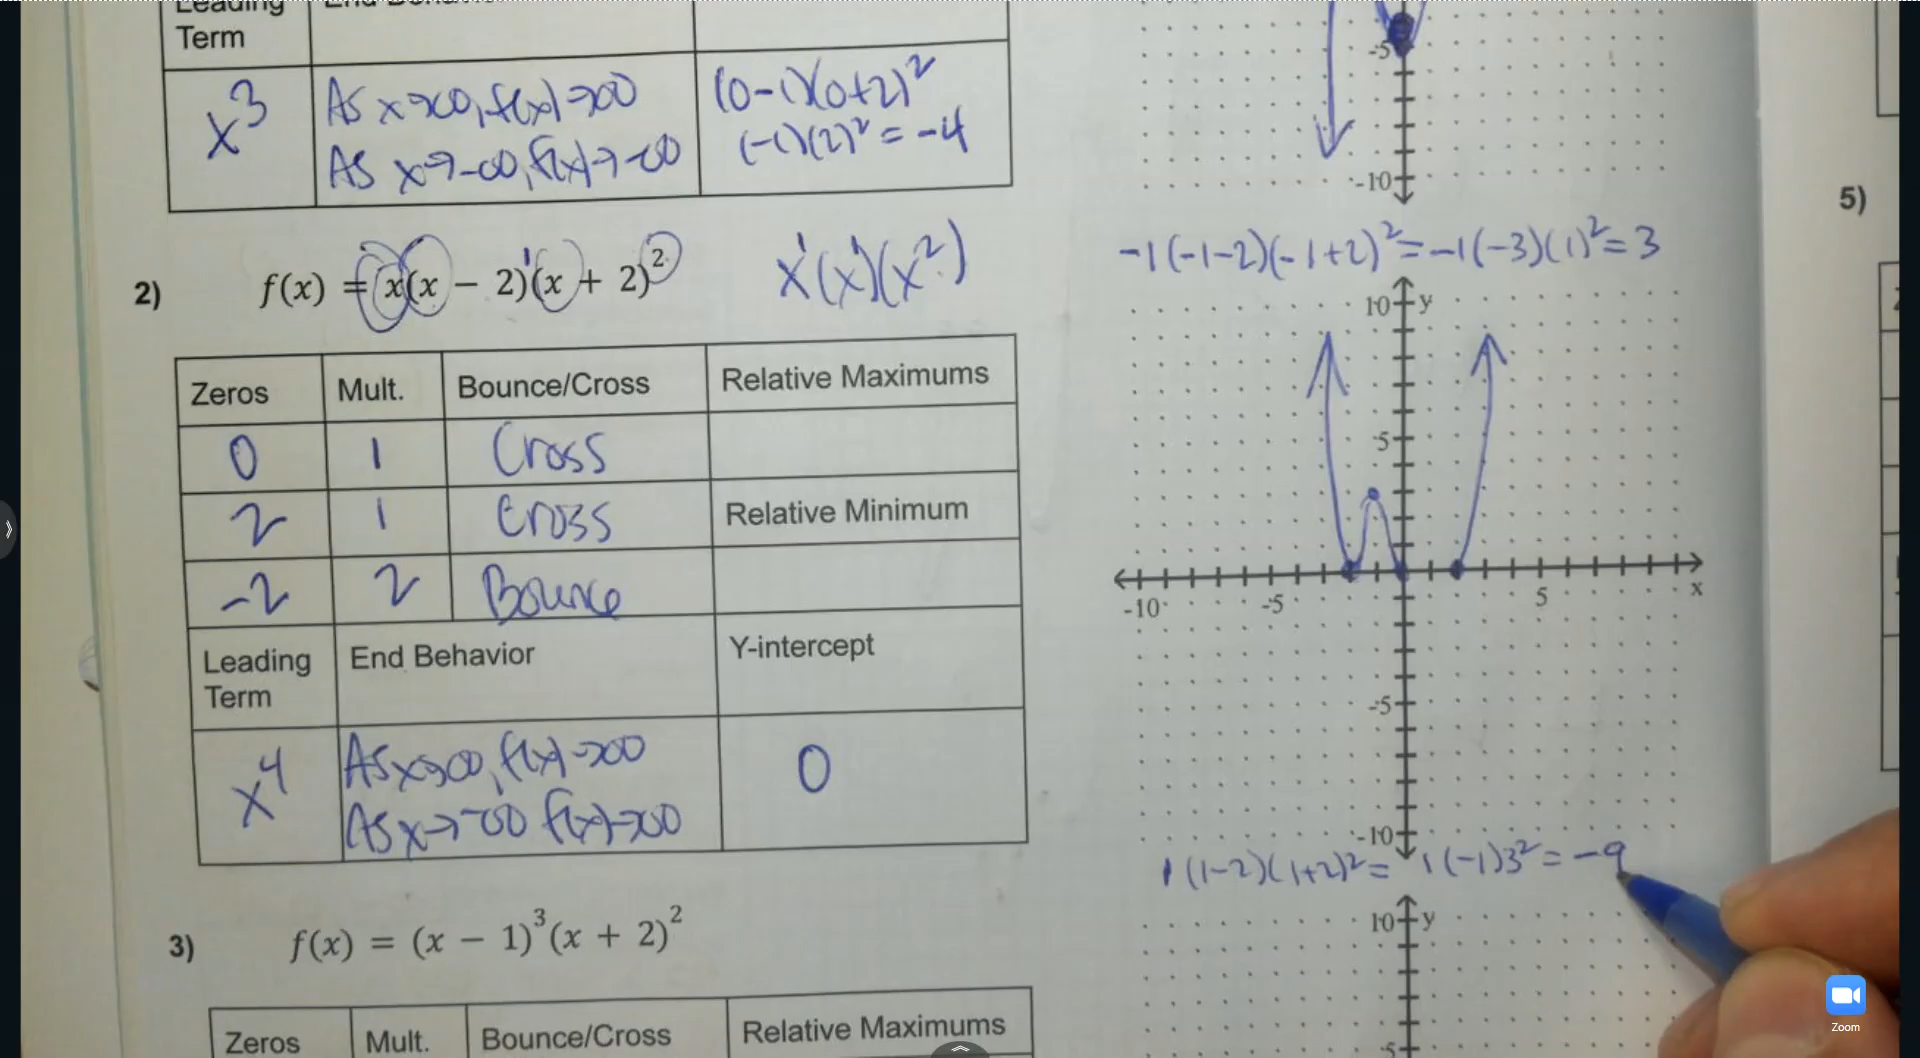 Leading
Term
x³
As x→∞, f(x)→∞
As x→-∞, f(x)→-∞
(0-1)(0+2)²
(-1)(2)² = -4
-5
-10
5)
2) f(x) = x(x − 2)¹(x + 2)²
x¹(x¹)(x²)
-1(-1-2)(-1+2)² = -1(-3)(1)² = 3
Zeros Mult. Bounce/Cross Relative Maximums
0 1 Cross
2 1 Cross Relative Minimum
-2 2 Bounce
Leading Term End Behavior Y-intercept
x⁴
As x→∞, f(x)→∞
As x→-∞ f(x)→∞
0
10 y
5
-10 -5 5 x
-5
-10
1(1-2)(1+2)² = 1(-1)3² = -9
3) f(x) = (x − 1)³(x + 2)²
Zeros Mult. Bounce/Cross Relative Maximums
10 y
5
Zoom